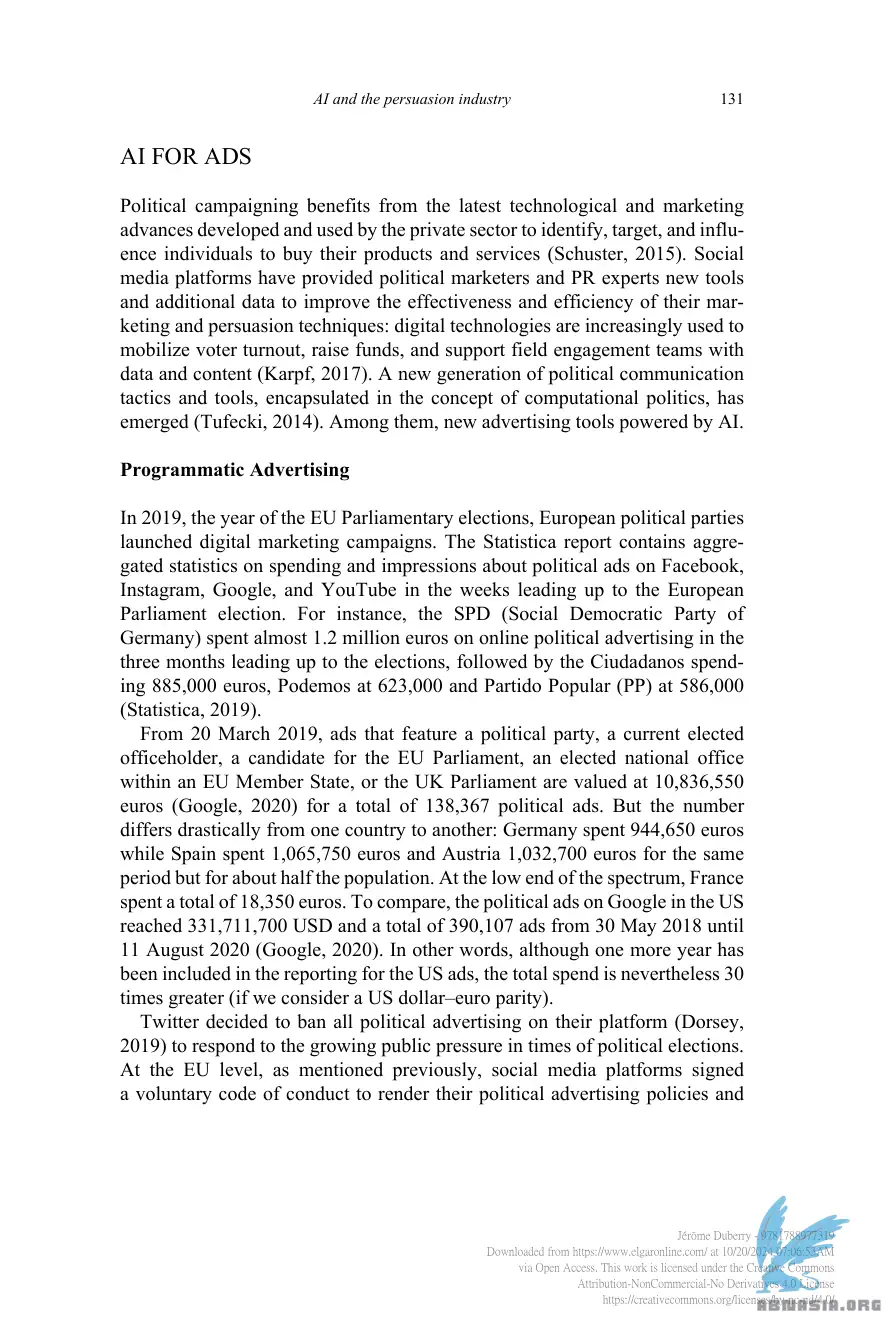 AI and the persuasion industry 131
AI FOR ADS
Political campaigning benefits from the latest technological and marketing
advances developed and used by the private sector to identify, target, and influ-
ence individuals to buy their products and services (Schuster, 2015). Social
media platforms have provided political marketers and PR experts new tools
and additional data to improve the effectiveness and efficiency of their mar-
keting and persuasion techniques: digital technologies are increasingly used to
mobilize voter turnout, raise funds, and support field engagement teams with
data and content (Karpf, 2017). A new generation of political communication
tactics and tools, encapsulated in the concept of computational politics, has
emerged (Tufecki, 2014). Among them, new advertising tools powered by AI.
Programmatic Advertising
In 2019, the year of the EU Parliamentary elections, European political parties
launched digital marketing campaigns. The Statistica report contains aggre-
gated statistics on spending and impressions about political ads on Facebook,
Instagram, Google, and YouTube in the weeks leading up to the European
Parliament election. For instance, the SPD (Social Democratic Party of
Germany) spent almost 1.2 million euros on online political advertising in the
three months leading up to the elections, followed by the Ciudadanos spend-
ing 885,000 euros, Podemos at 623,000 and Partido Popular (PP) at 586,000
(Statistica, 2019).
From 20 March 2019, ads that feature a political party, a current elected
officeholder, a candidate for the EU Parliament, an elected national office
within an EU Member State, or the UK Parliament are valued at 10,836,550
euros (Google, 2020) for a total of 138,367 political ads. But the number
differs drastically from one country to another: Germany spent 944,650 euros
while Spain spent 1,065,750 euros and Austria 1,032,700 euros for the same
period but for about half the population. At the low end of the spectrum, France
spent a total of 18,350 euros. To compare, the political ads on Google in the US
reached 331,711,700 USD and a total of 390,107 ads from 30 May 2018 until
11 August 2020 (Google, 2020). In other words, although one more year has
been included in the reporting for the US ads, the total spend is nevertheless 30
times greater (if we consider a US dollar–euro parity).
Twitter decided to ban all political advertising on their platform (Dorsey,
2019) to respond to the growing public pressure in times of political elections.
At the EU level, as mentioned previously, social media platforms signed
a voluntary code of conduct to render their political advertising policies and
Jérôme Duberry - 9781788977319
Downloaded from https://www.elgaronline.com/ at 10/20/2024 07:06:53AM
via Open Access. This work is licensed under the Creative Commons
Attribution-NonCommercial-No Derivatives 4.0 License
https://creativecommons.org/licenses/by-nc-nd/4.0/
ABNASIA.ORG